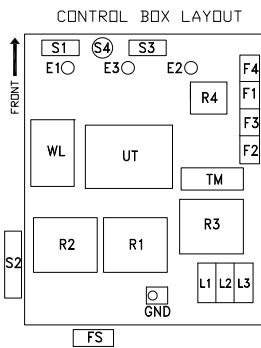 CONTROL BOX LAYOUT
FRONT
S1 S4 S3
E1 E3 E2
F4
F1
F3
F2
R4
WL
UT
TM
R2
R1
R3
S2
L1 L2 L3
GND
FS